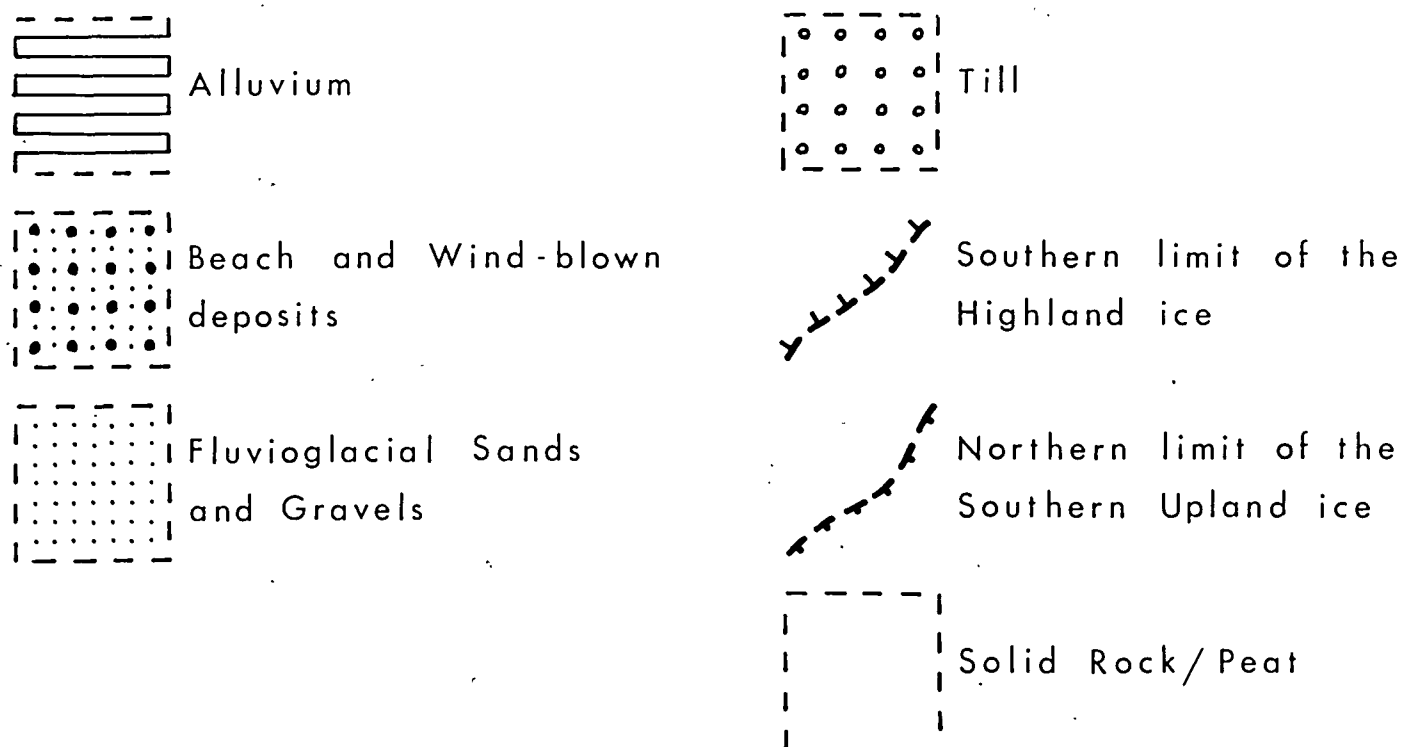 Alluvium
Beach and Wind-blown
deposits
Fluvioglacial Sands
and Gravels
Till
Southern limit of the
Highland ice
Northern limit of the
Southern Upland ice
Solid Rock/Peat